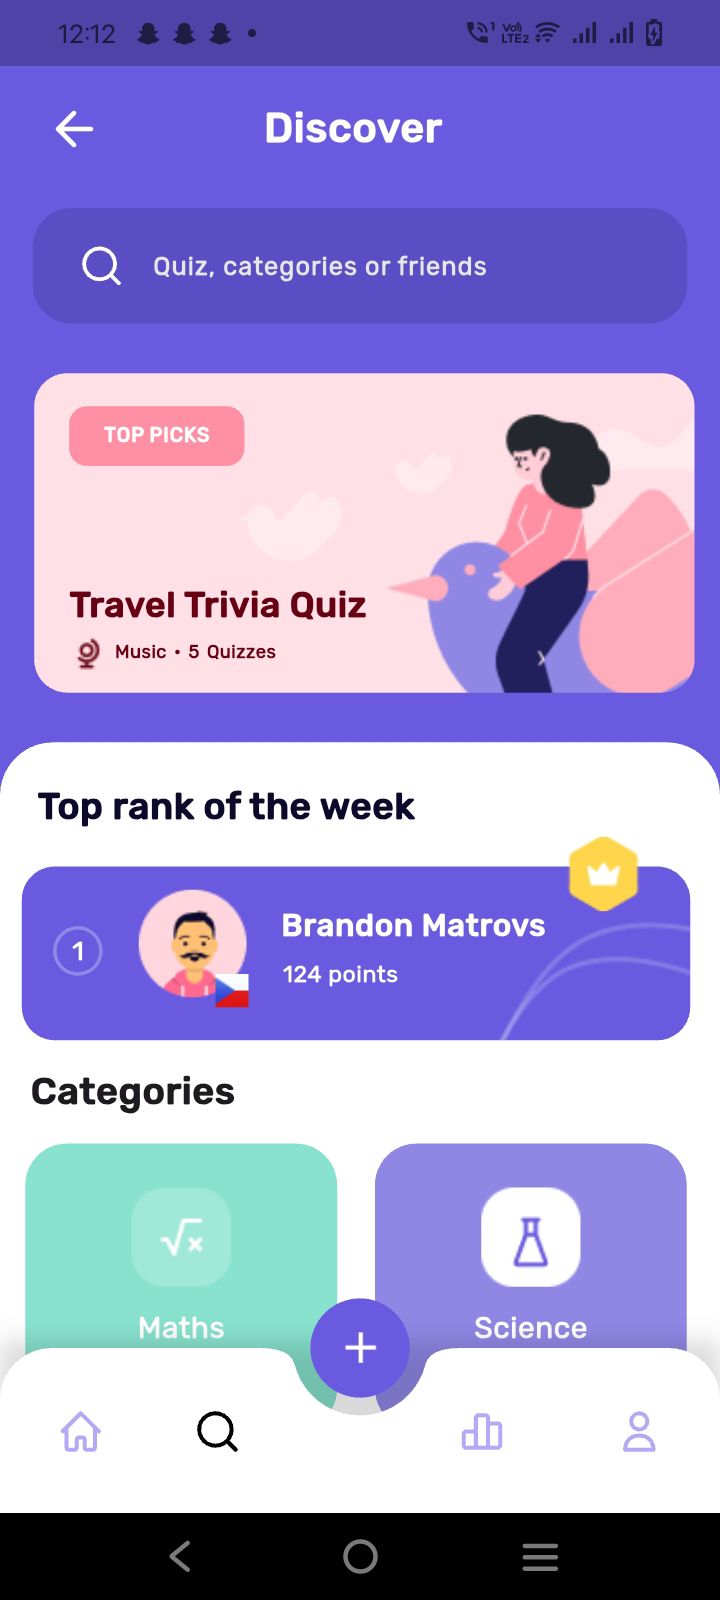 12:12
1 Vo) LTE2
Discover
Quiz, categories or friends
TOP PICKS
Travel Trivia Quiz
Music • 5 Quizzes
Top rank of the week
1
Brandon Matrovs
124 points
Categories
Maths
Science